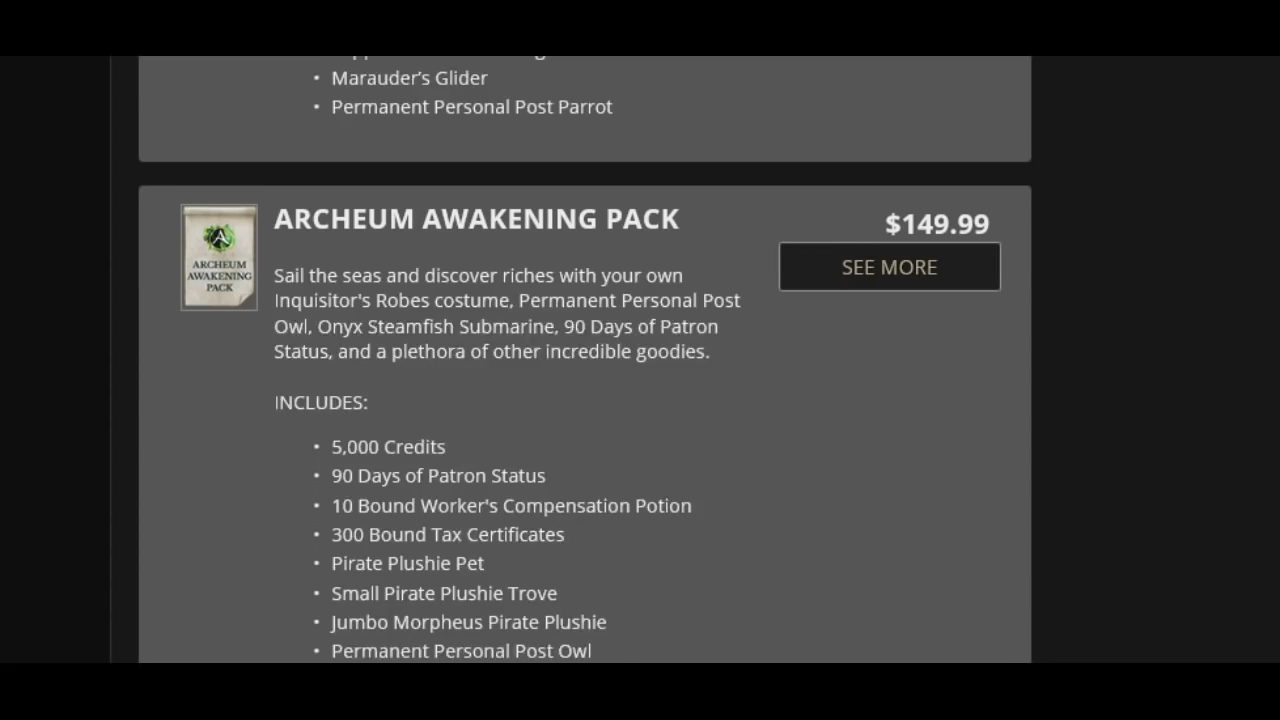 • Marauder’s Glider
• Permanent Personal Post Parrot
ARCHEUM AWAKENING PACK
$149.99
SEE MORE
ARCHEUM
AWAKENING
PACK
Sail the seas and discover riches with your own
Inquisitor's Robes costume, Permanent Personal Post
Owl, Onyx Steamfish Submarine, 90 Days of Patron
Status, and a plethora of other incredible goodies.
INCLUDES:
• 5,000 Credits
• 90 Days of Patron Status
• 10 Bound Worker's Compensation Potion
• 300 Bound Tax Certificates
• Pirate Plushie Pet
• Small Pirate Plushie Trove
• Jumbo Morpheus Pirate Plushie
• Permanent Personal Post Owl